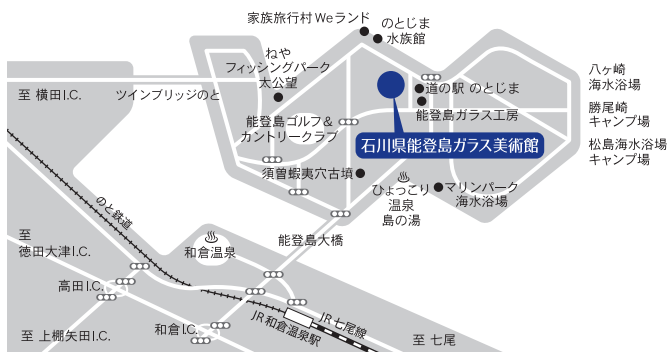 家族旅行村Weランド
のとじま
水族館
ねや
フィッシングパーク
太公望
八ヶ崎
海水浴場
至 横田I.C.
ツインブリッジのと
道の駅 のとじま
勝尾崎
キャンプ場
能登島ガラス工房
能登島ゴルフ&
カントリークラブ
石川県能登島ガラス美術館
松島海水浴場
キャンプ場
須曽蝦夷穴古墳
ひょっこり
温泉
島の湯
マリンパーク
海水浴場
のと鉄道
至
徳田大津I.C.
和倉温泉
能登島大橋
高田I.C.
至 上棚矢田I.C.
和倉I.C.
JR和倉温泉駅
JR七尾線
至 七尾